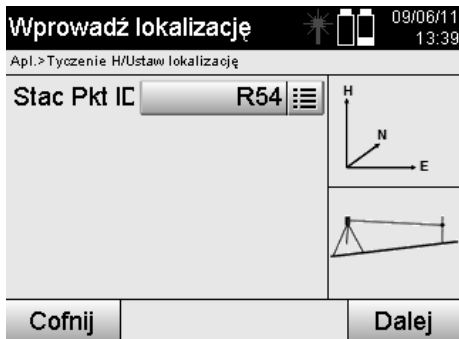 Wprowadź lokalizację
09/06/11
13:39
Apl.>Tyczenie H/Ustaw lokalizację
Stac Pkt ID
R54
H
N
E
Cofnij
Dalej